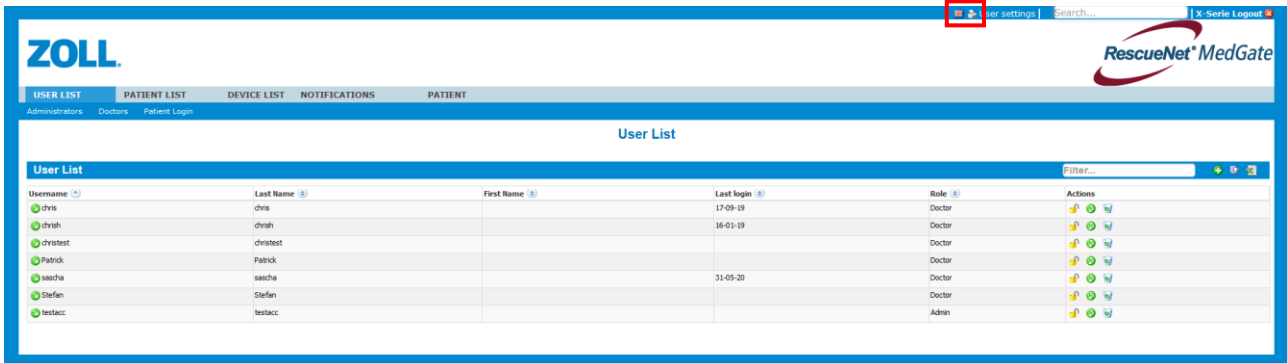 User settings | Search... | X-Serie Logout
ZOLL.
RescueNet® MedGate
USER LIST PATIENT LIST DEVICE LIST NOTIFICATIONS PATIENT
Administrators Doctors Patient Login
User List
User List Filter...
Username Last Name First Name Last login Role Actions
chris chris 17-09-19 Doctor
chrish chrish 16-01-19 Doctor
christest christest Doctor
Patrick Patrick Doctor
sascha sascha 31-05-20 Doctor
Stefan Stefan Doctor
testacc testacc Admin